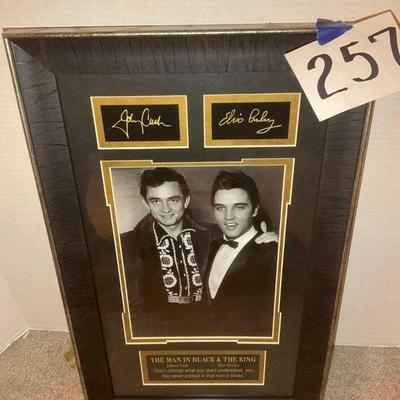 257
Johnny Cash Elvis Presley
THE MAN IN BLACK & THE KING
Johnny Cash Elvis Presley
"Don't criticize what you don't understand, son.
You never walked in that man's shoes."